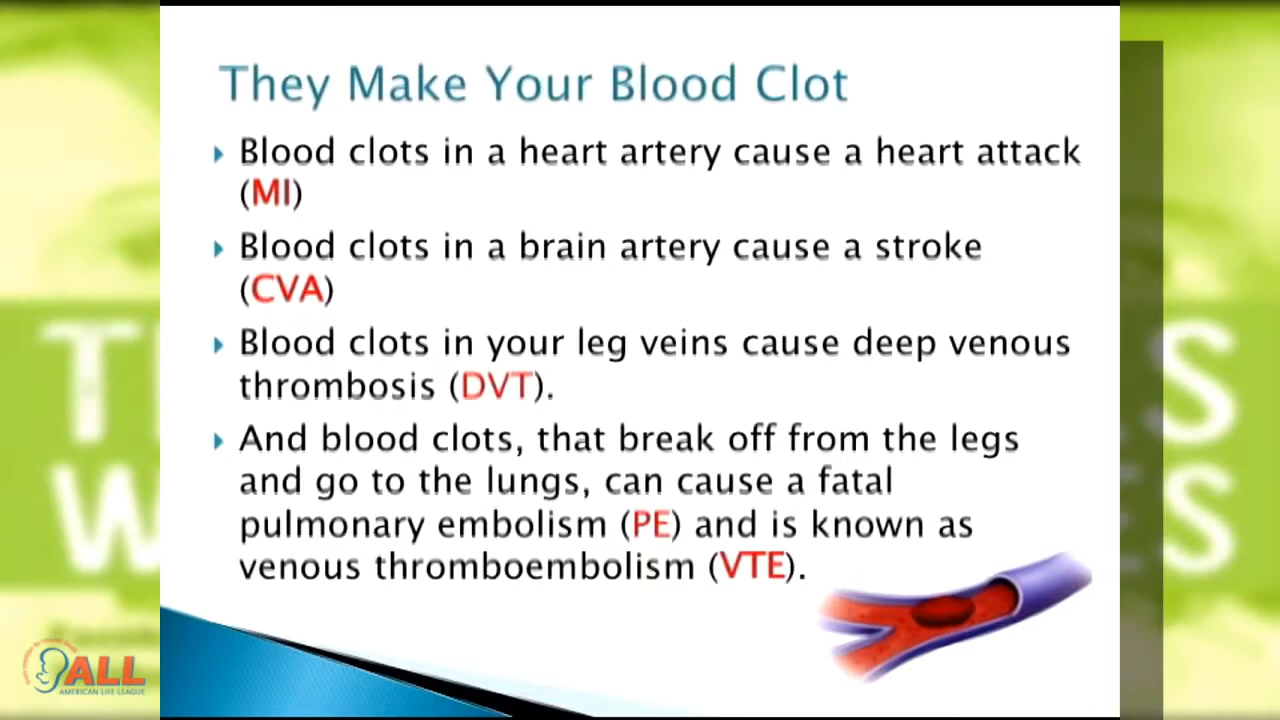 They Make Your Blood Clot
Blood clots in a heart artery cause a heart attack
(MI)
Blood clots in a brain artery cause a stroke
(CVA)
Blood clots in your leg veins cause deep venous
thrombosis (DVT).
And blood clots, that break off from the legs
and go to the lungs, can cause a fatal
pulmonary embolism (PE) and is known as
venous thromboembolism (VTE).
ALL
AMERICAN LIFE LEAGUE